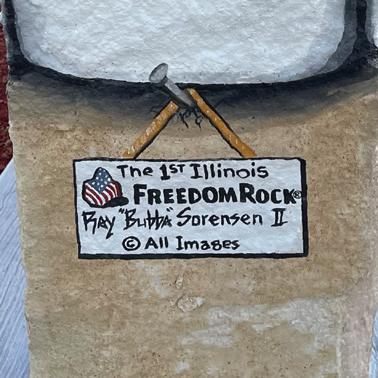 The 1ST Illinois
FREEDOMROCK®
Ray "Bubba" Sorensen II
© All Images